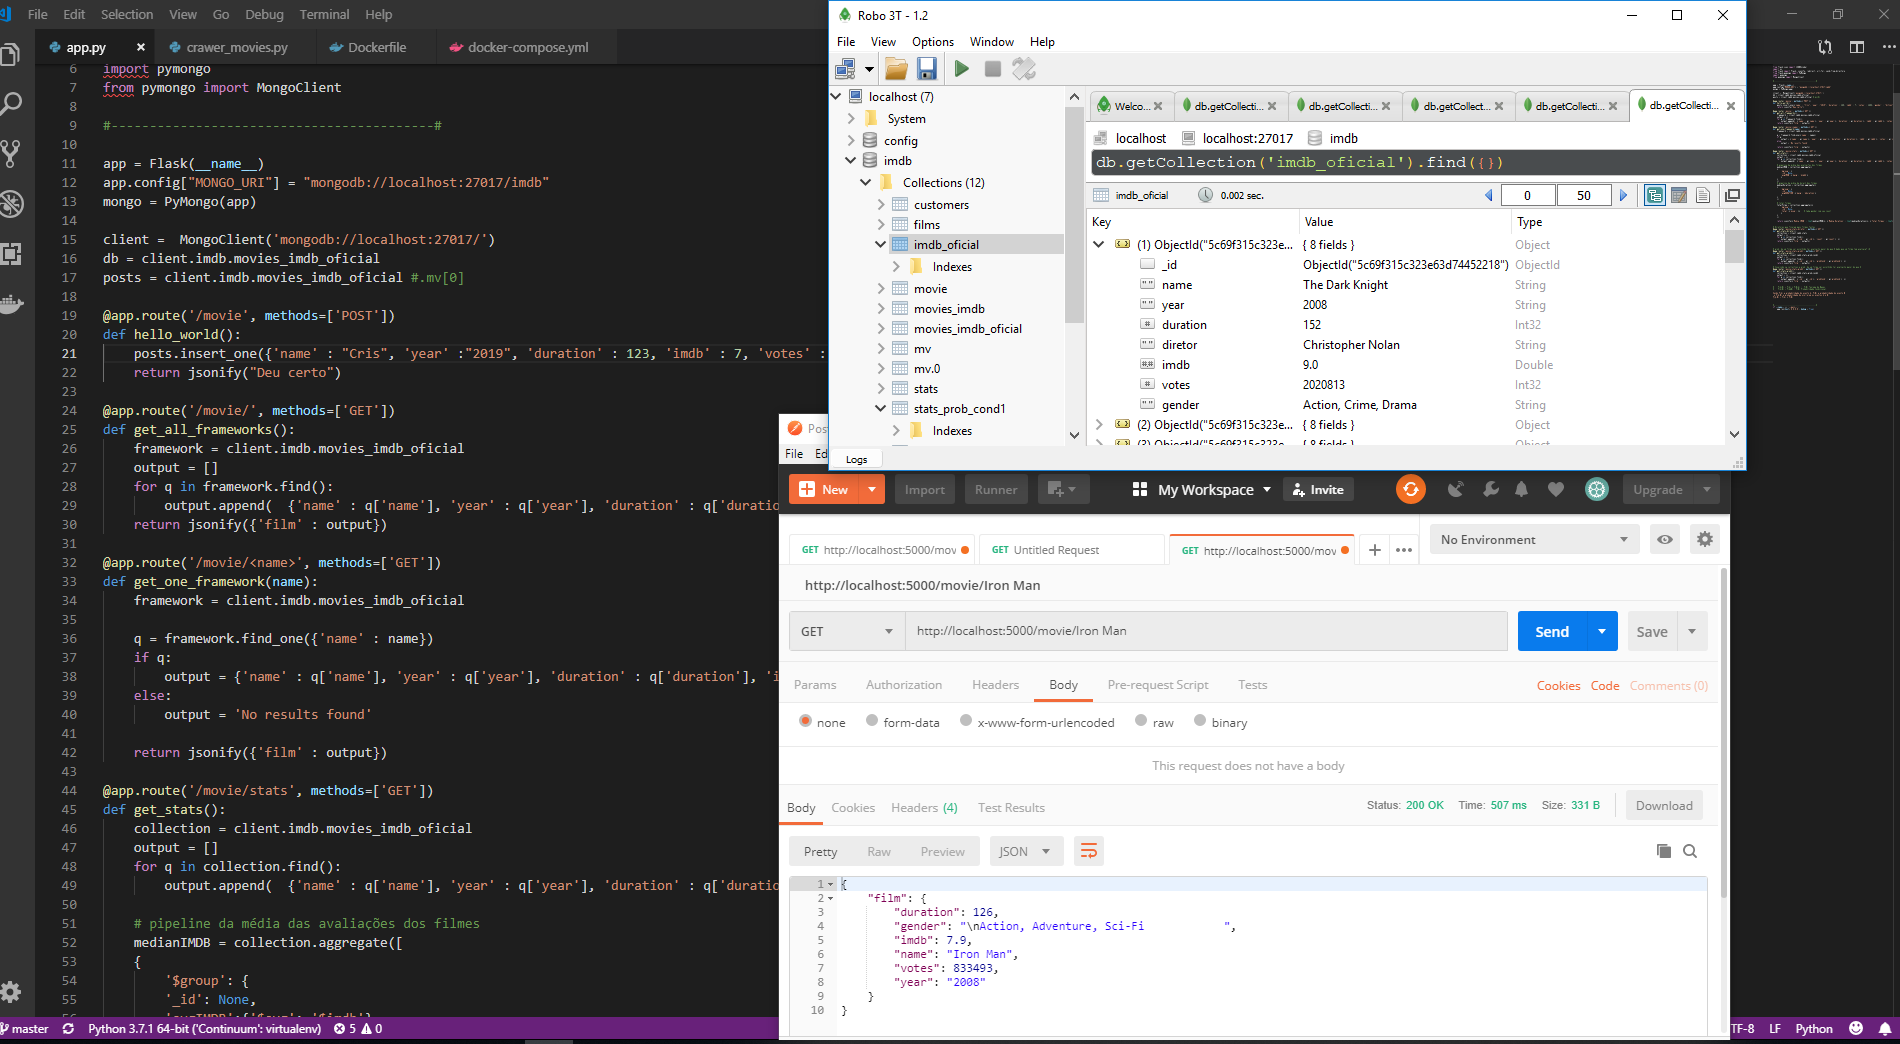 File Edit Selection View Go Debug Terminal Help
app.py × crawer_movies.py Dockerfile docker-compose.yml
6 import pymongo
7 from pymongo import MongoClient
8
9 #------------------------------------------#
10
11 app = Flask(__name__)
12 app.config["MONGO_URI"] = "mongodb://localhost:27017/imdb"
13 mongo = PyMongo(app)
14
15 client =  MongoClient('mongodb://localhost:27017/')
16 db = client.imdb.movies_imdb_oficial
17 posts = client.imdb.movies_imdb_oficial #.mv[0]
18
19 @app.route('/movie', methods=['POST'])
20 def hello_world():
21 posts.insert_one({'name' : "Cris", 'year' :"2019", 'duration' : 123, 'imdb' : 7, 'votes' :
22 return jsonify("Deu certo")
23
24 @app.route('/movie/', methods=['GET'])
25 def get_all_frameworks():
26 framework = client.imdb.movies_imdb_oficial
27 output = []
28 for q in framework.find():
29 output.append(  {'name' : q['name'], 'year' : q['year'], 'duration' : q['duratio
30 return jsonify({'film' : output})
31
32 @app.route('/movie/<name>', methods=['GET'])
33 def get_one_framework(name):
34 framework = client.imdb.movies_imdb_oficial
35
36 q = framework.find_one({'name' : name})
37 if q:
38 output = {'name' : q['name'], 'year' : q['year'], 'duration' : q['duration'], 'i
39 else:
40 output = 'No results found'
41
42 return jsonify({'film' : output})
43
44 @app.route('/movie/stats', methods=['GET'])
45 def get_stats():
46 collection = client.imdb.movies_imdb_oficial
47 output = []
48 for q in collection.find():
49 output.append(  {'name' : q['name'], 'year' : q['year'], 'duration' : q['duratio
50
51 # pipeline da média das avaliações dos filmes
52 medianIMDB = collection.aggregate([
53 {
54 '$group': {
55 '_id': None,
master Python 3.7.1 64-bit ('Continuum': virtualenv) 5 0
TF-8 LF Python
Robo 3T - 1.2
File View Options Window Help
localhost (7)
System
config
imdb
Collections (12)
customers
films
imdb_oficial
Indexes
movie
movies_imdb
movies_imdb_oficial
mv
mv.0
stats
stats_prob_cond1
Indexes
Logs
Welco... db.getCollecti... db.getCollecti... db.getCollect... db.getCollecti... db.getCollecti...
localhost localhost:27017 imdb
db.getCollection('imdb_oficial').find({})
imdb_oficial 0.002 sec. 0 50
Key Value Type
(1) ObjectId("5c69f315c323e... { 8 fields } Object
_id ObjectId("5c69f315c323e63d74452218") ObjectId
name The Dark Knight String
year 2008 String
duration 152 Int32
diretor Christopher Nolan String
imdb 9.0 Double
votes 2020813 Int32
gender Action, Crime, Drama String
(2) ObjectId("5c69f315c323e... { 8 fields } Object
(3) ObjectId("5c69f315c323e... { 8 fields } Object
Pos
File Ed
New Import Runner My Workspace Invite Upgrade
GET http://localhost:5000/mov GET Untitled Request GET http://localhost:5000/mov + ••• No Environment
http://localhost:5000/movie/Iron Man
GET http://localhost:5000/movie/Iron Man Send Save
Params Authorization Headers Body Pre-request Script Tests Cookies Code Comments (0)
none form-data x-www-form-urlencoded raw binary
This request does not have a body
Body Cookies Headers (4) Test Results Status: 200 OK Time: 507 ms Size: 331 B Download
Pretty Raw Preview JSON
1 {
2 "film": {
3 "duration": 126,
4 "gender": "\nAction, Adventure, Sci-Fi            ",
5 "imdb": 7.9,
6 "name": "Iron Man",
7 "votes": 833493,
8 "year": "2008"
9 }
10 }